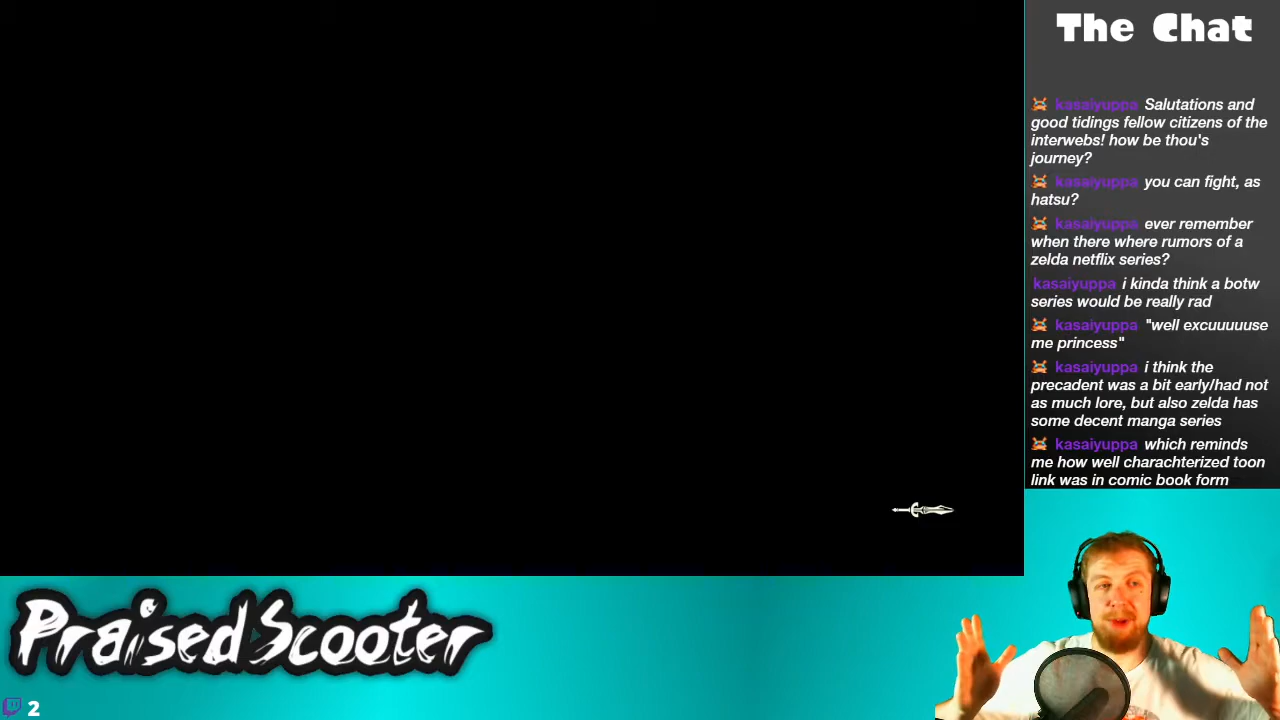 The Chat
kasaiyuppa Salutations and
good tidings fellow citizens of the
interwebs! how be thou's
journey?
kasaiyuppa you can fight, as
hatsu?
kasaiyuppa ever remember
when there where rumors of a
zelda netflix series?
kasaiyuppa i kinda think a botw
series would be really rad
kasaiyuppa "well excuuuuuse
me princess"
kasaiyuppa i think the
precadent was a bit early/had not
as much lore, but also zelda has
some decent manga series
kasaiyuppa which reminds
me how well charachterized toon
link was in comic book form
PraisedScooter
2